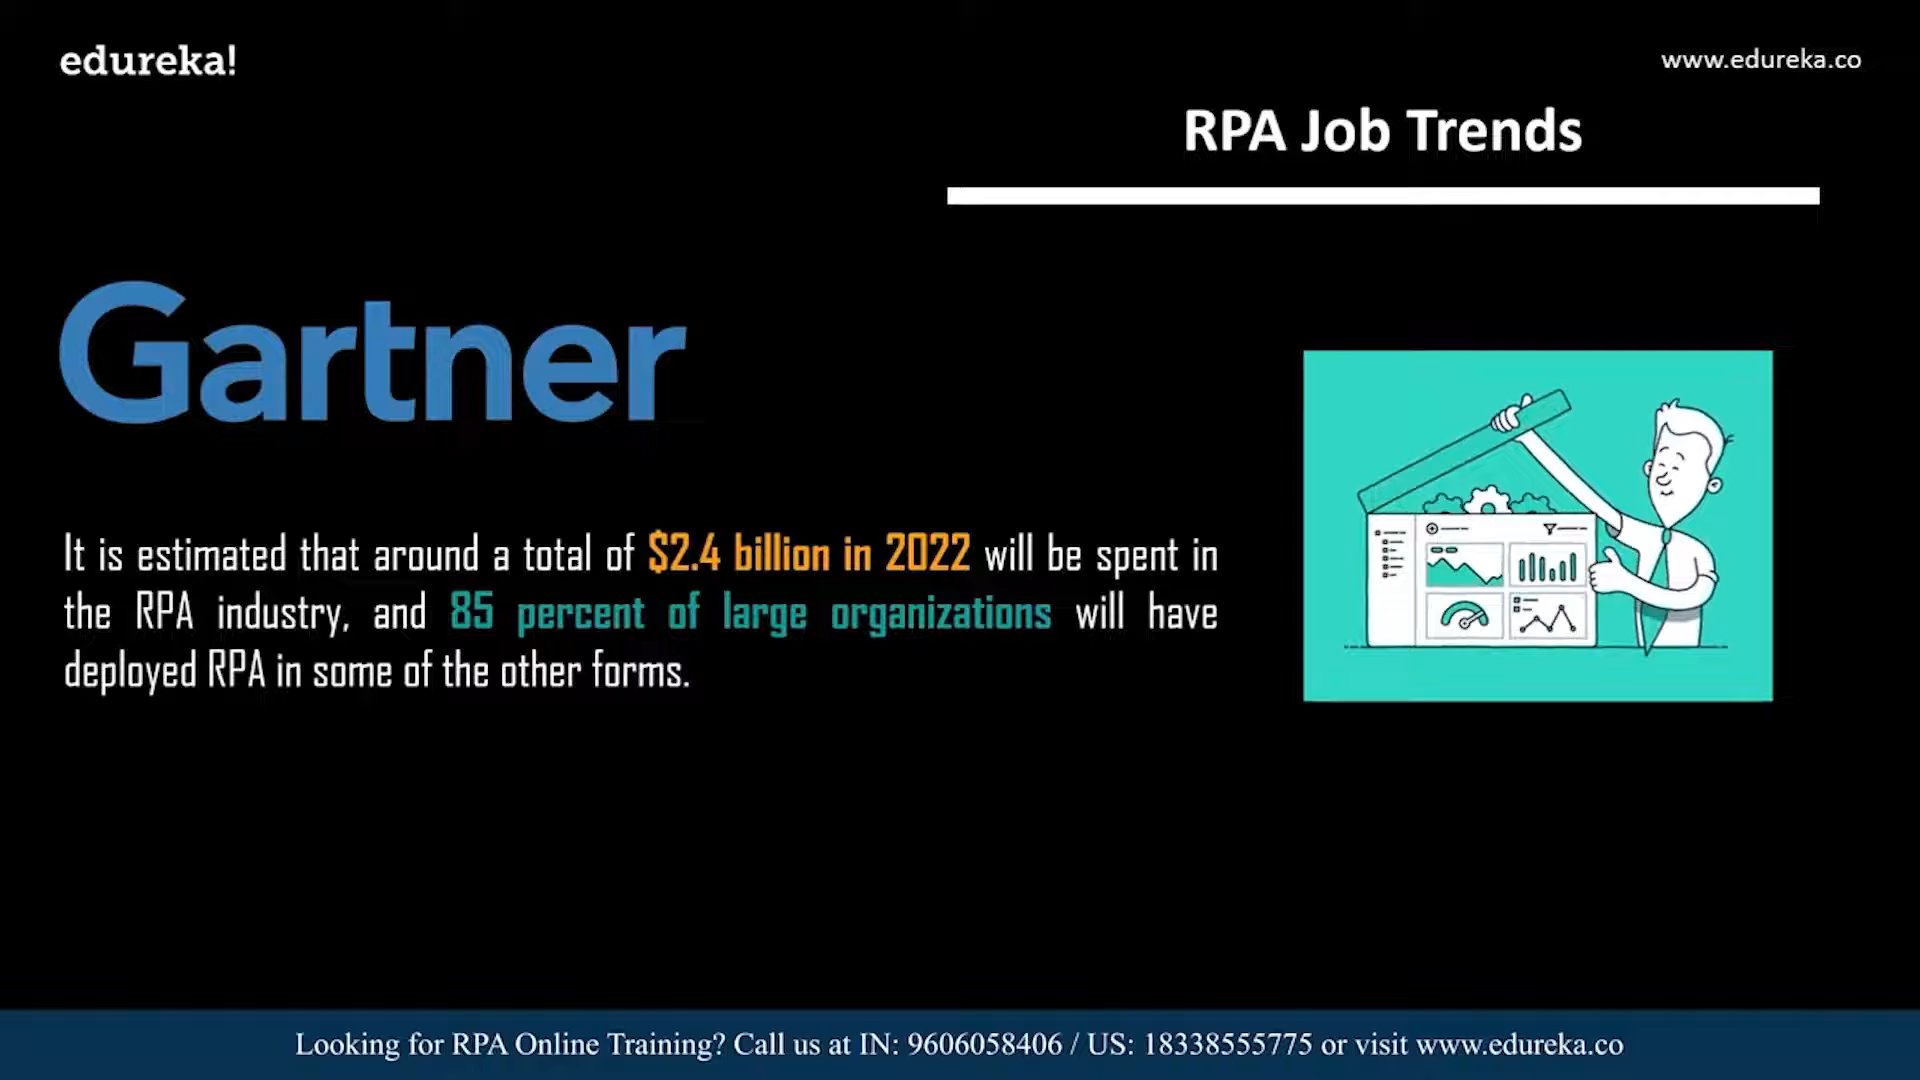 edureka!
www.edureka.co
RPA Job Trends
Gartner
It is estimated that around a total of $2.4 billion in 2022 will be spent in
the RPA industry, and 85 percent of large organizations will have
deployed RPA in some of the other forms.
Looking for RPA Online Training? Call us at IN: 9606058406 / US: 18338555775 or visit www.edureka.co